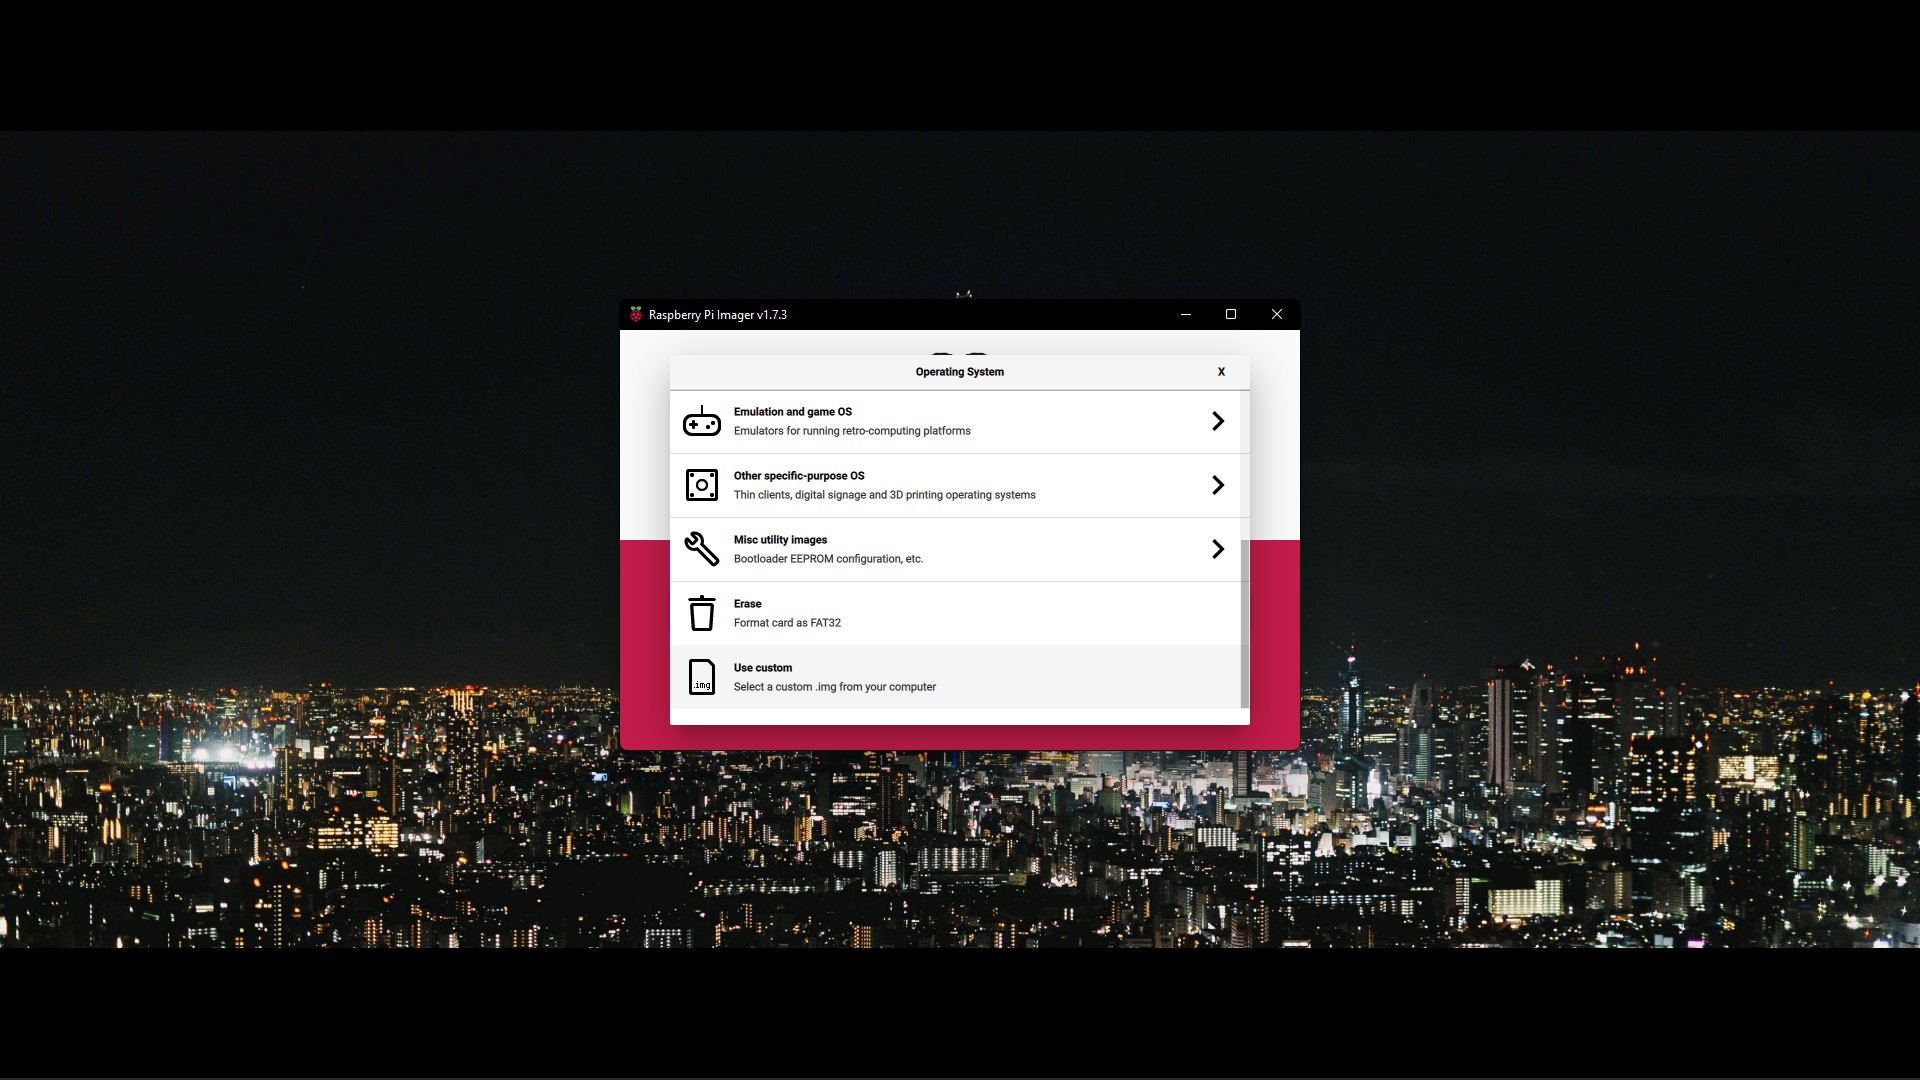 Raspberry Pi Imager v1.7.3
Operating System
X
Emulation and game OS
Emulators for running retro-computing platforms
Other specific-purpose OS
Thin clients, digital signage and 3D printing operating systems
Misc utility images
Bootloader EEPROM configuration, etc.
Erase
Format card as FAT32
.img
Use custom
Select a custom .img from your computer